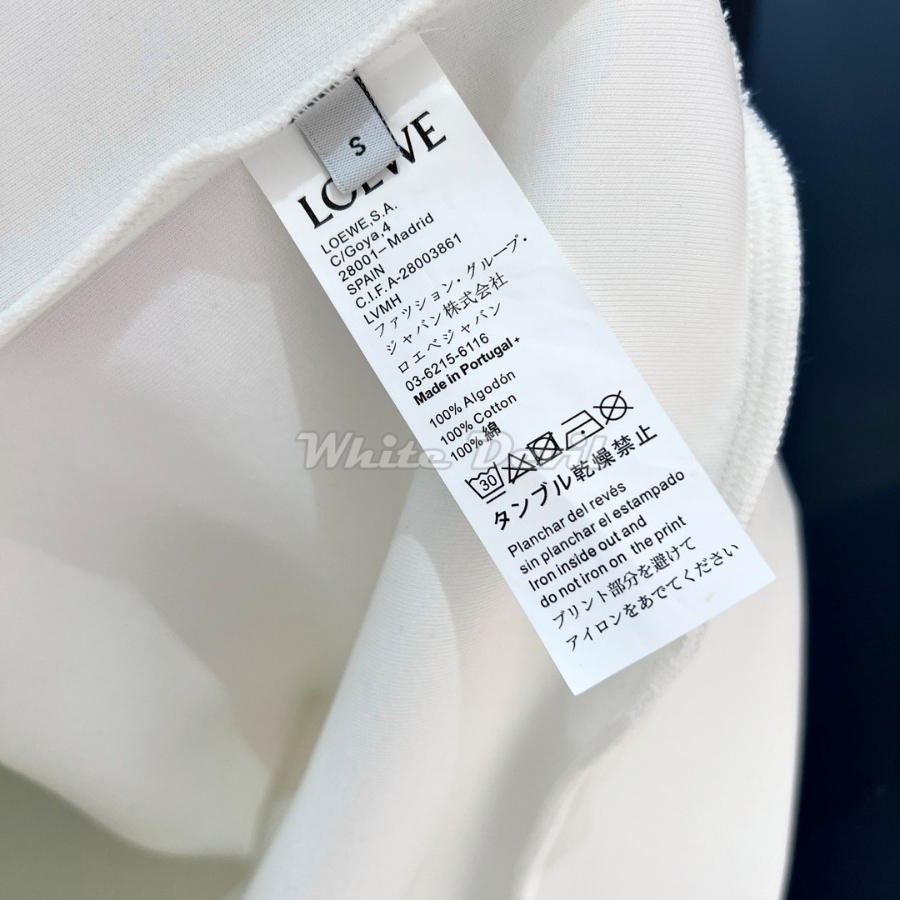 S
LOEWE
LOEWE,S.A.
C/Goya,4
28001-Madrid
SPAIN
C.I.F.A-28003861
LVMH
ファツション・グループ・
ジャパン株式会社
ロエベジャパン
03-6215-6116
Made in Portugal+
100% Algodón
100% Cotton
100% 綿
30
タンブル乾燥禁止
Planchar del revés
sin planchar el estampado
Iron inside out and
do not iron on the print
プリント部分を避けて
アイロンをあでてください
White Devil